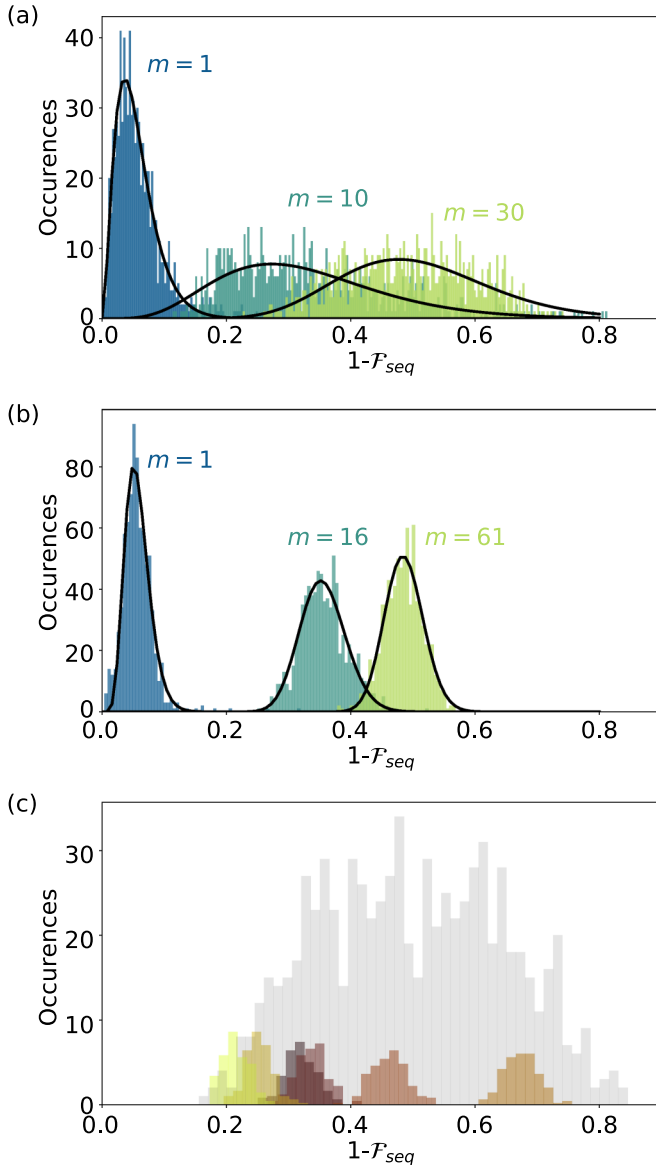 (a)
40
30
20
10
0
Occurences
m = 1
m = 10
m = 30
0.0 0.2 0.4 0.6 0.8
1-ℱseq
(b)
80
60
40
20
0
Occurences
m = 1
m = 16
m = 61
0.0 0.2 0.4 0.6 0.8
1-ℱseq
(c)
30
20
10
0
Occurences
0.0 0.2 0.4 0.6 0.8
1-ℱseq